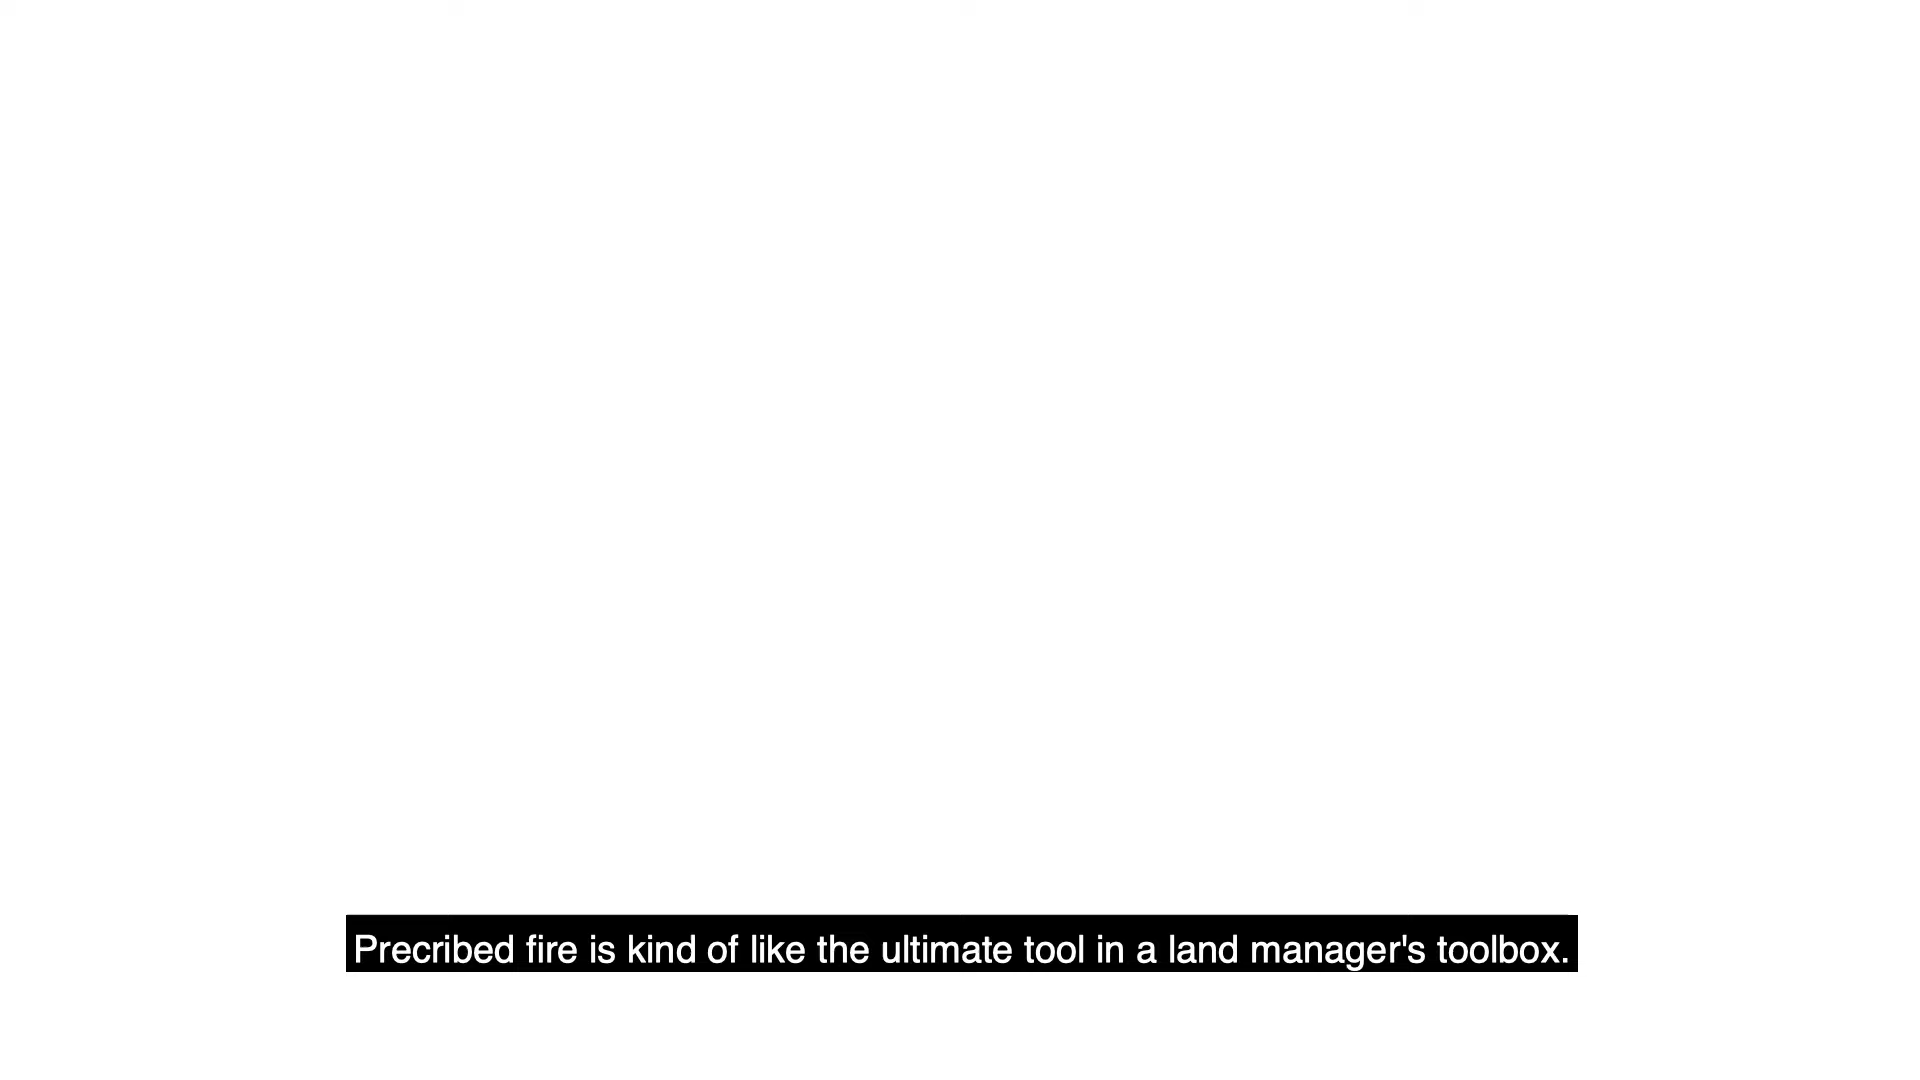 Precribed fire is kind of like the ultimate tool in a land manager's toolbox.